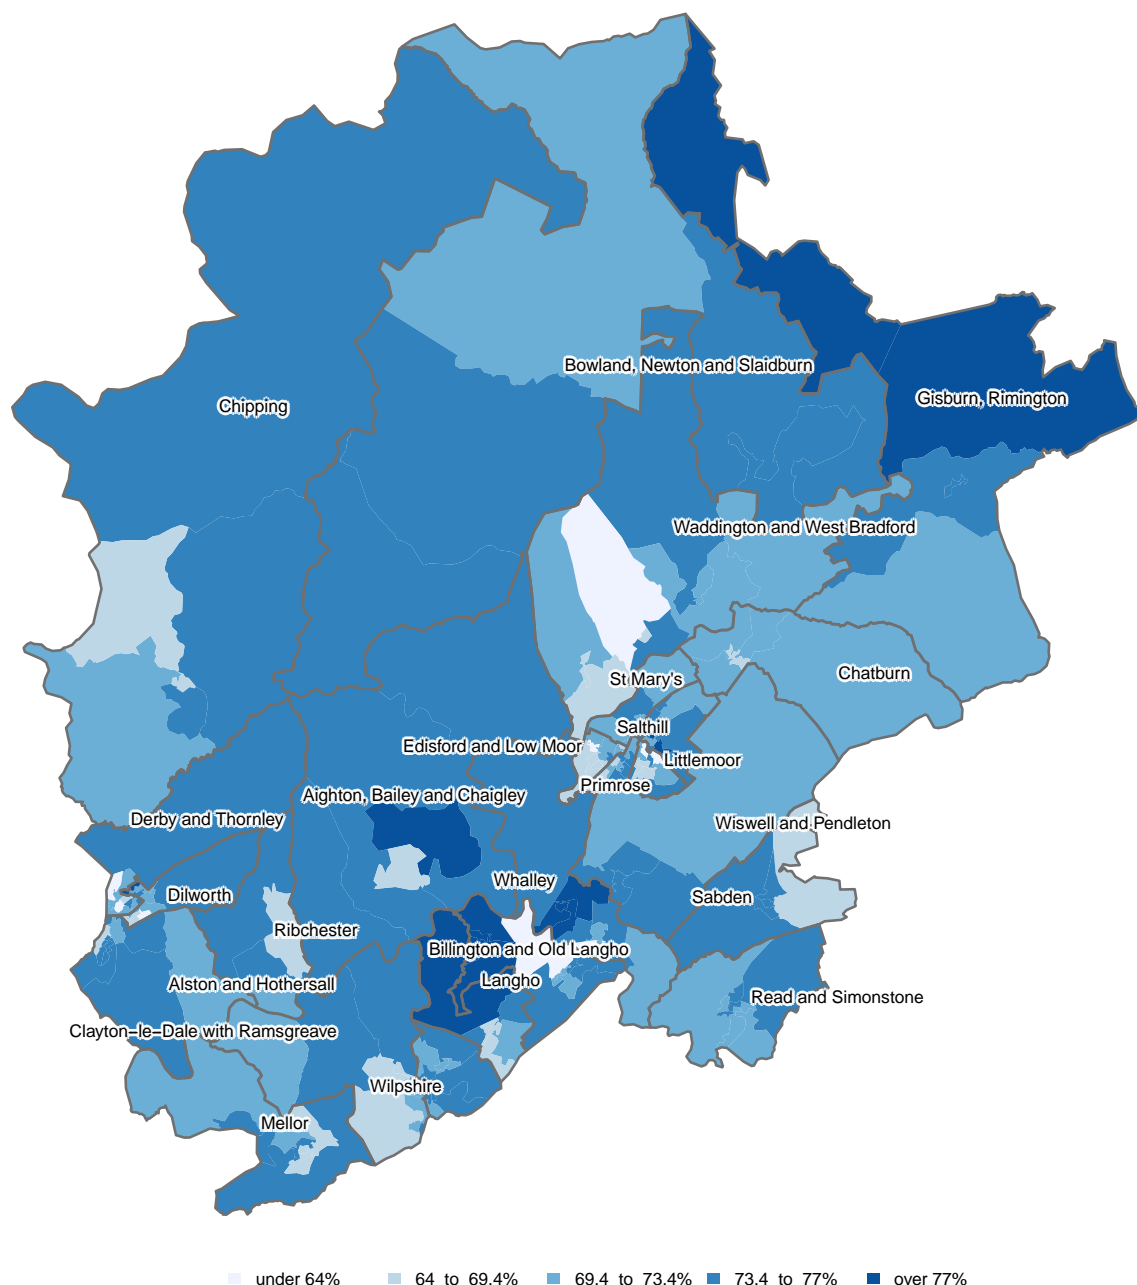 Bowland, Newton and Slaidburn
Gisburn, Rimington
Chipping
Waddington and West Bradford
Chatburn
St Mary's
Salthill
Edisford and Low Moor
Littlemoor
Primrose
Aighton, Bailey and Chaigley
Derby and Thornley
Wiswell and Pendleton
Whalley
Dilworth
Sabden
Ribchester
Billington and Old Langho
Langho
Alston and Hothersall
Read and Simonstone
Clayton−le−Dale with Ramsgreave
Wilpshire
Mellor
under 64% 64 to 69.4% 69.4 to 73.4% 73.4 to 77% over 77%